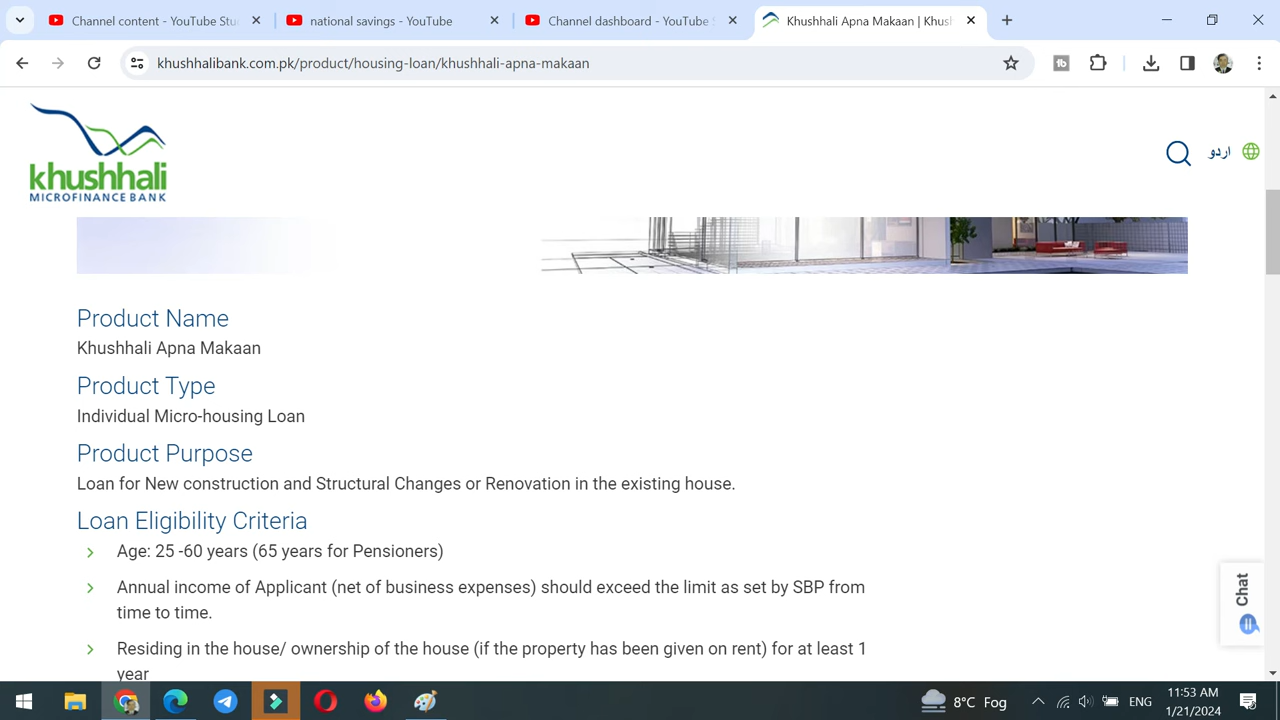 Channel content - YouTube Stu
national savings - YouTube
Channel dashboard - YouTube S
Khushhali Apna Makaan | Khush
khushhalibank.com.pk/product/housing-loan/khushhali-apna-makaan
khushhali
MICROFINANCE BANK
اردو
Product Name
Khushhali Apna Makaan
Product Type
Individual Micro-housing Loan
Product Purpose
Loan for New construction and Structural Changes or Renovation in the existing house.
Loan Eligibility Criteria
Age: 25 -60 years (65 years for Pensioners)
Annual income of Applicant (net of business expenses) should exceed the limit as set by SBP from
time to time.
Residing in the house/ ownership of the house (if the property has been given on rent) for at least 1
year
Chat
8°C Fog
ENG
11:53 AM
1/21/2024